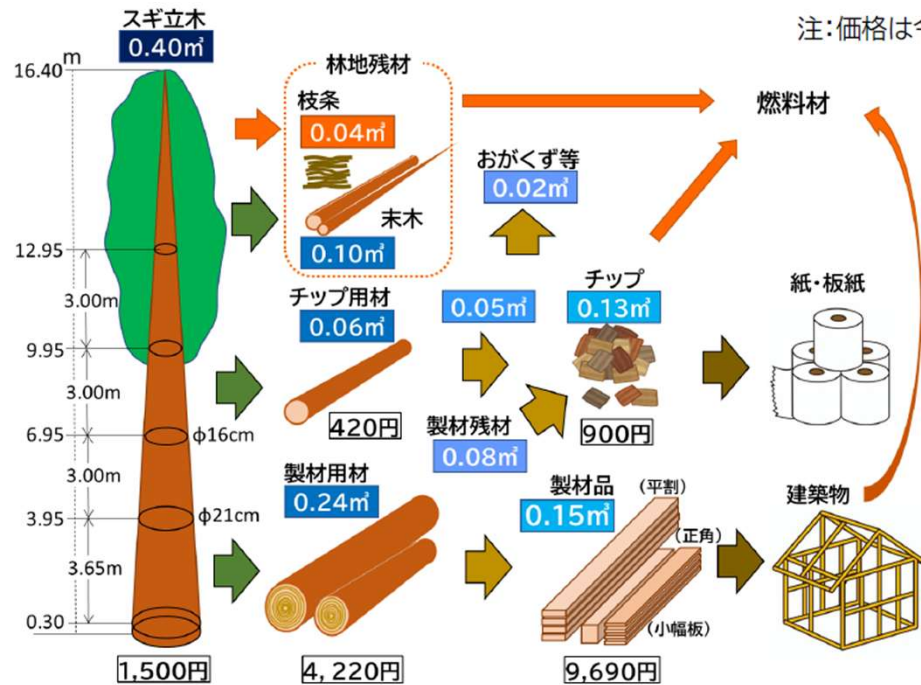 スギ立木
0.40㎥
注:価格は
m
16.40
12.95
3.00m
9.95
3.00m
6.95
φ16cm
3.00m
3.95
φ21cm
3.65m
0.30
1,500円
林地残材
枝条
0.04㎥
末木
0.10㎥
チップ用材
0.06㎥
420円
製材用材
0.24㎥
4,220円
おがくず等
0.02㎥
0.05㎥
チップ
0.13㎥
900円
製材残材
0.08㎥
製材品
0.15㎥
(平割)
(正角)
(小幅板)
9,690円
燃料材
紙・板紙
建築物